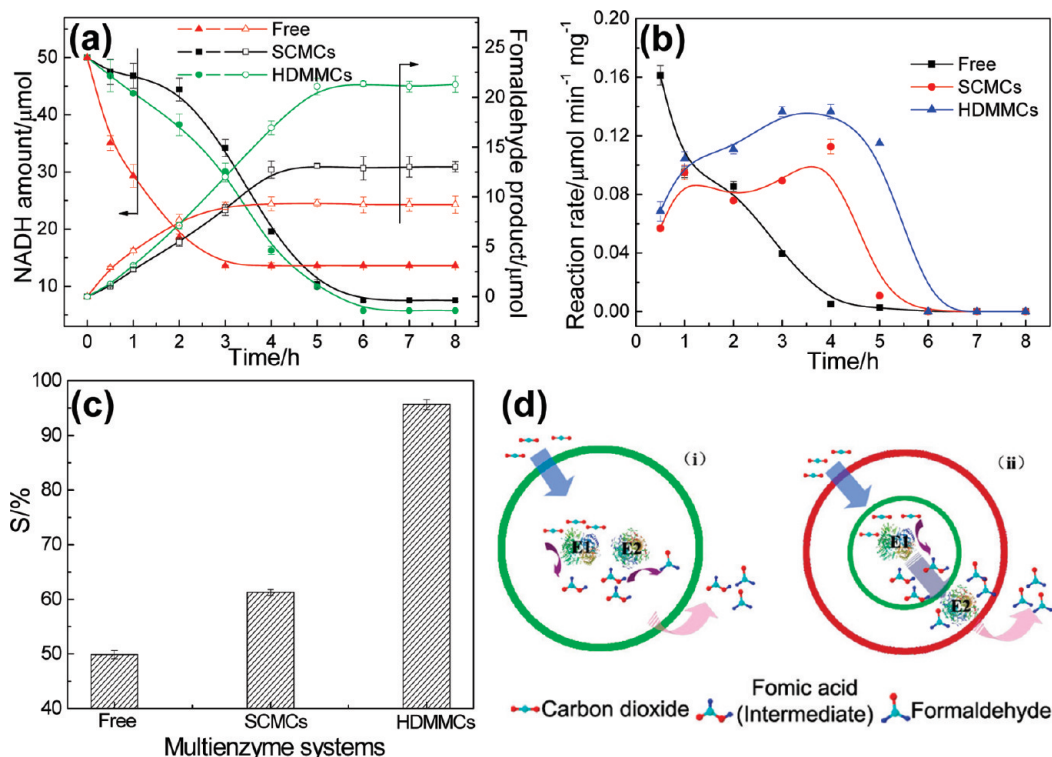 (a)
Free
SCMCs
HDMMCs
NADH amount/μmol
50
40
30
20
10
Fomaldehyde product/μmol
25
20
15
10
5
0
0 1 2 3 4 5 6 7 8
Time/h
(b)
Free
SCMCs
HDMMCs
Reaction rate/μmol min⁻¹ mg⁻¹
0.16
0.12
0.08
0.04
0.00
0 1 2 3 4 5 6 7 8
Time/h
(c)
S/%
100
90
80
70
60
50
40
Free SCMCs HDMMCs
Multienzyme systems
(d)
(i)
E1 E2
(ii)
E1
E2
Carbon dioxide
Fomic acid
(Intermediate)
Formaldehyde